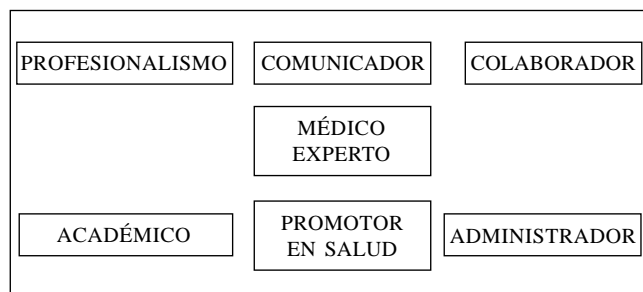 PROFESIONALISMO
COMUNICADOR
COLABORADOR
MÉDICO
EXPERTO
ACADÉMICO
PROMOTOR
EN SALUD
ADMINISTRADOR